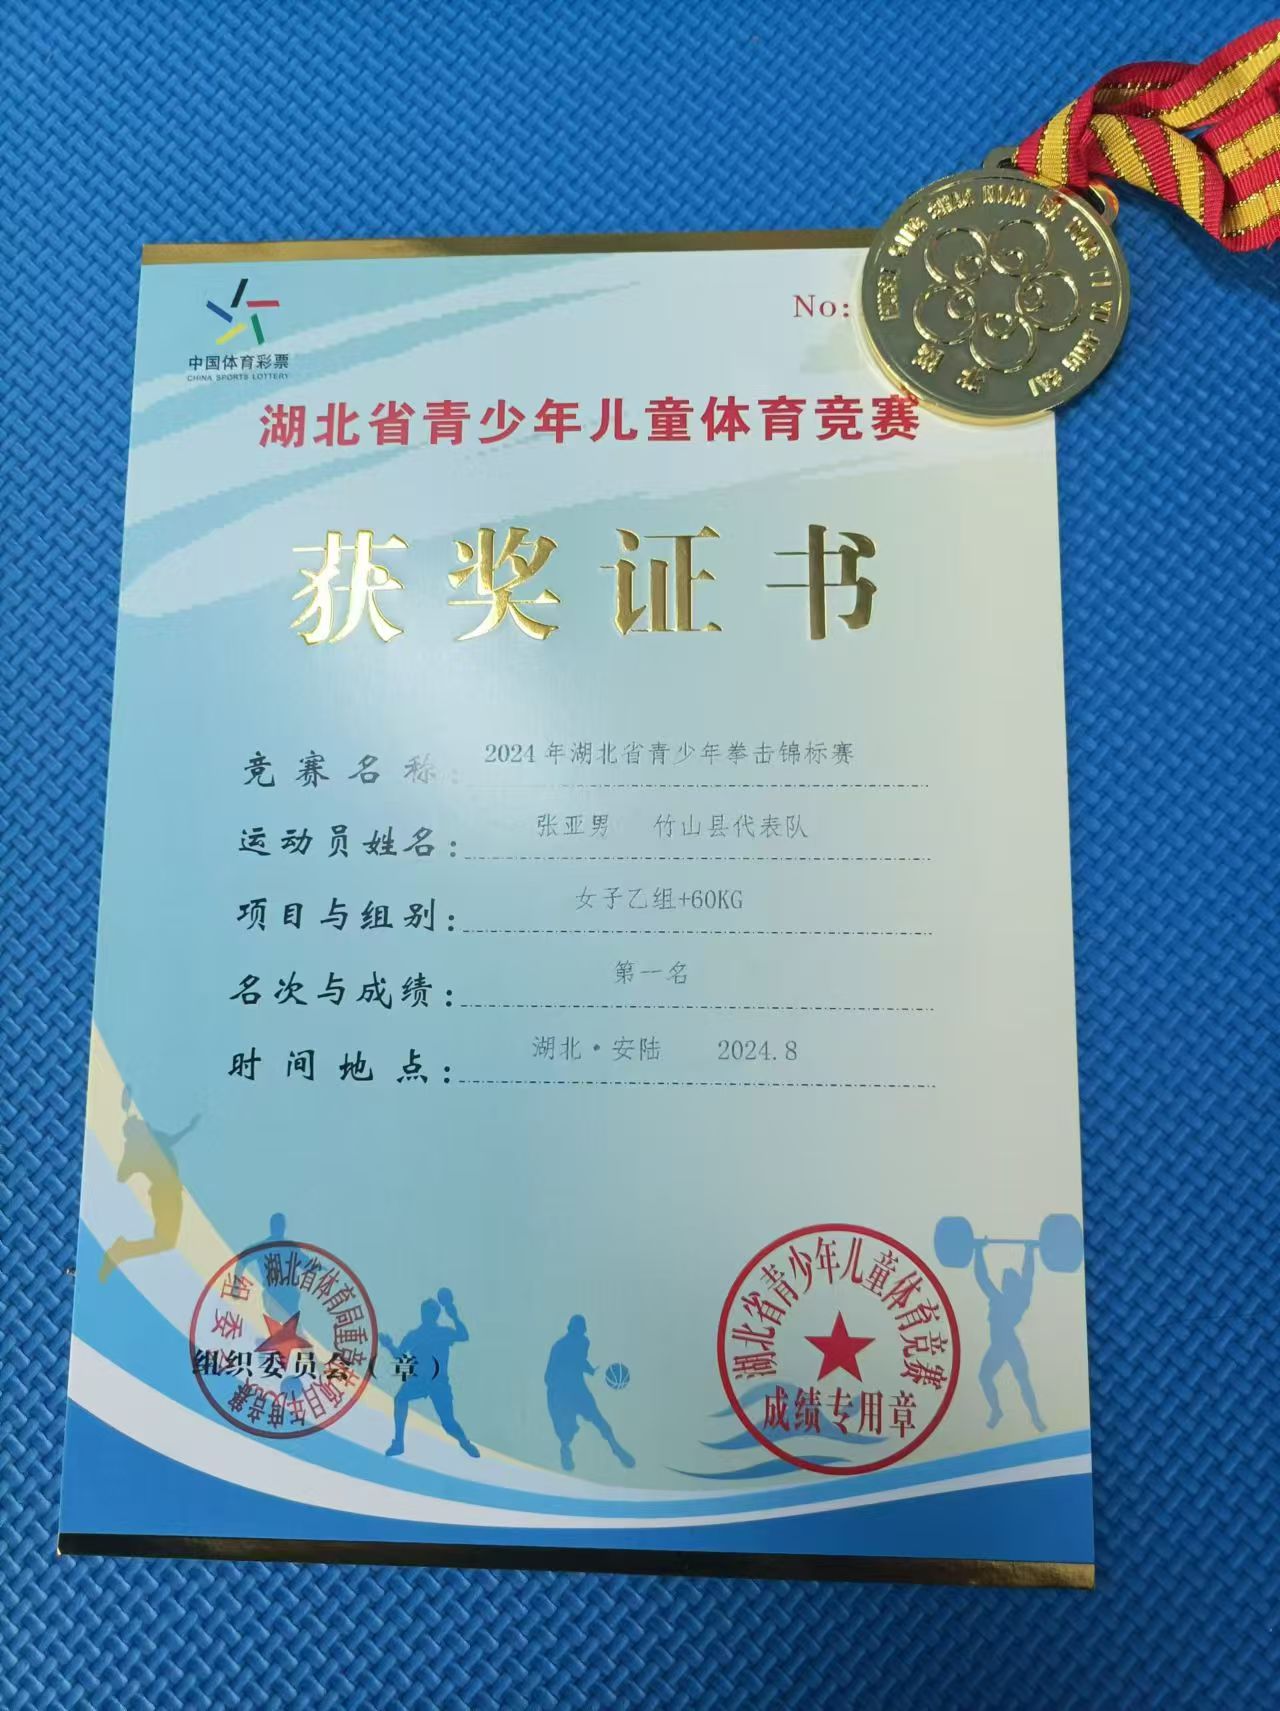 中国体育彩票
CHINA SPORTS LOTTERY
No:
湖北省青少年儿童体育竞赛
获奖证书
竞赛名称: 2024年湖北省青少年拳击锦标赛
运动员姓名: 张亚男 竹山县代表队
项目与组别: 女子乙组+60KG
名次与成绩: 第一名
时间地点: 湖北·安陆 2024.8
组织委员会(章)
湖北省青少年儿童体育竞赛
成绩专用章